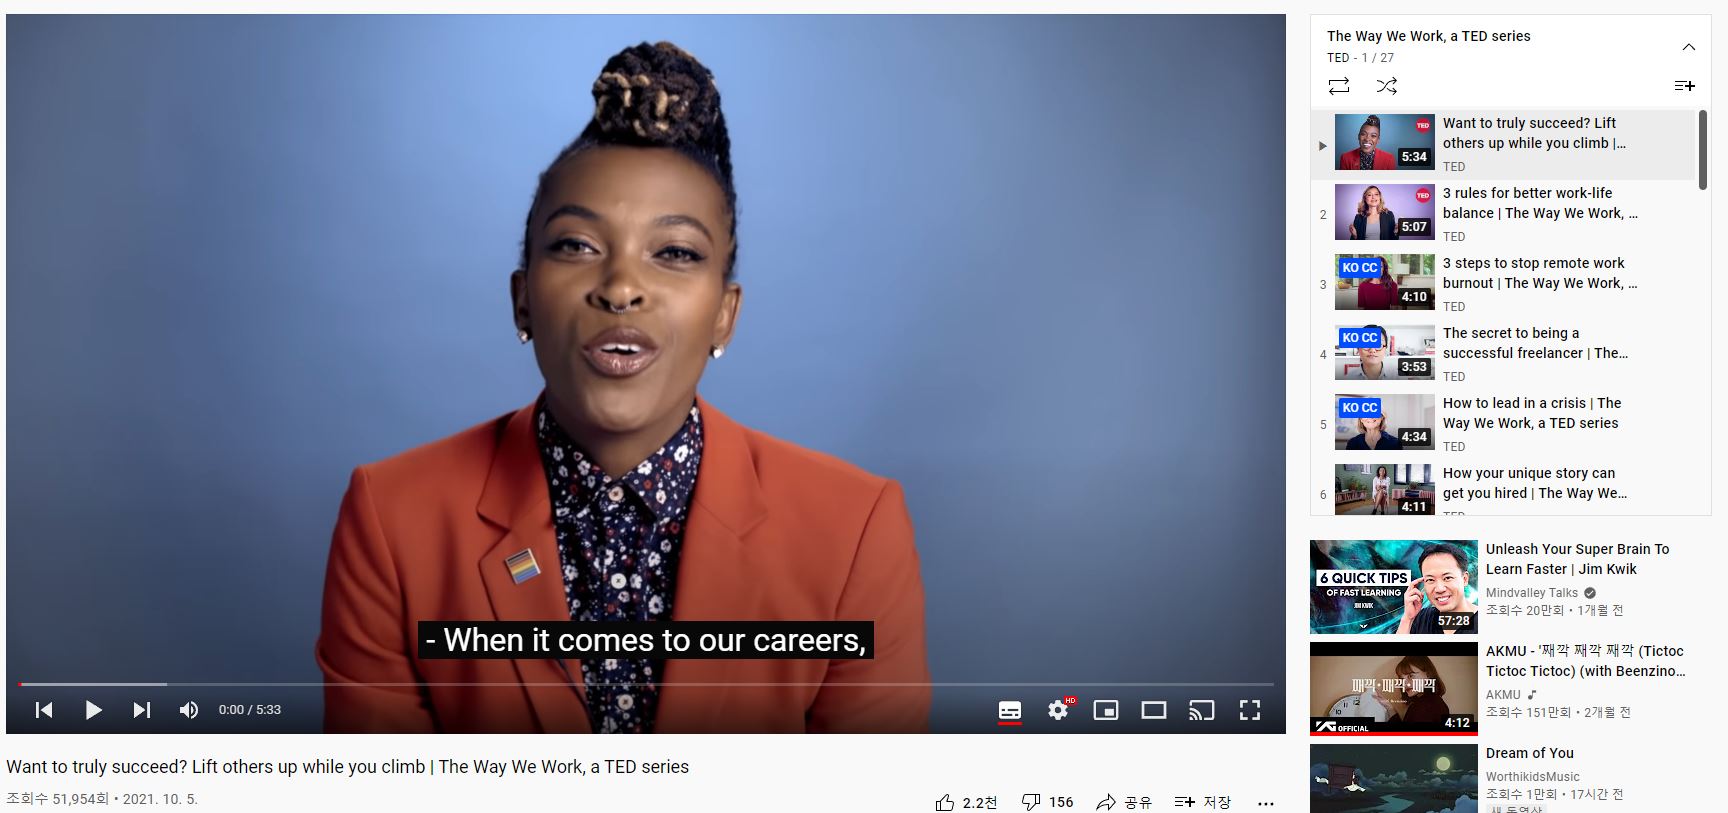 - When it comes to our careers,
0:00 / 5:33
HD
Want to truly succeed? Lift others up while you climb | The Way We Work, a TED series
조회수 51,954회 • 2021. 10. 5.
2.2천
156
공유
저장
The Way We Work, a TED series
TED - 1 / 27
TED
5:34
Want to truly succeed? Lift
others up while you climb |...
TED
2
TED
5:07
3 rules for better work-life
balance | The Way We Work, ...
TED
3
KO CC
4:10
3 steps to stop remote work
burnout | The Way We Work, ...
TED
4
KO CC
3:53
The secret to being a
successful freelancer | The...
TED
5
KO CC
4:34
How to lead in a crisis | The
Way We Work, a TED series
TED
6
4:11
How your unique story can
get you hired | The Way We...
TED
6 QUICK TIPS
OF FAST LEARNING
JIM KWIK
57:28
Unleash Your Super Brain To
Learn Faster | Jim Kwik
Mindvalley Talks
조회수 20만회 • 1개월 전
째깍•째깍•째깍
YG OFFICIAL
4:12
AKMU - '째깍 째깍 째깍 (Tictoc
Tictoc Tictoc) (with Beenzino...
AKMU
조회수 151만회 • 2개월 전
Dream of You
WorthikidsMusic
조회수 1만회 • 17시간 전
새 동영상